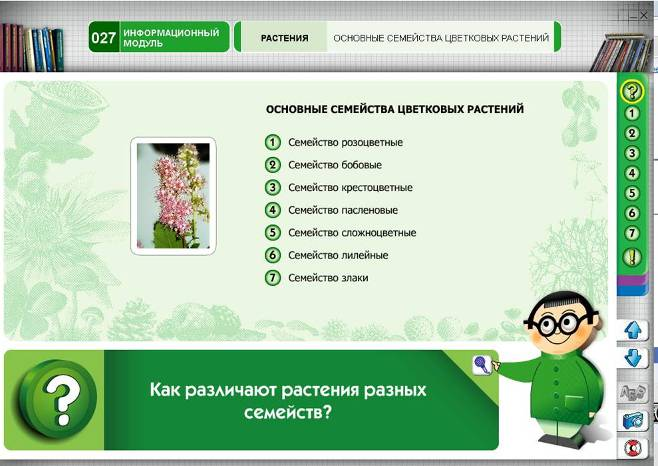 027
ИНФОРМАЦИОННЫЙ
МОДУЛЬ
РАСТЕНИЯ
ОСНОВНЫЕ СЕМЕЙСТВА ЦВЕТКОВЫХ РАСТЕНИЙ
ОСНОВНЫЕ СЕМЕЙСТВА ЦВЕТКОВЫХ РАСТЕНИЙ
1 Семейство розоцветные
2 Семейство бобовые
3 Семейство крестоцветные
4 Семейство пасленовые
5 Семейство сложноцветные
6 Семейство лилейные
7 Семейство злаки
?
1
2
3
4
5
6
7
!
?
Как различают растения разных
семейств?